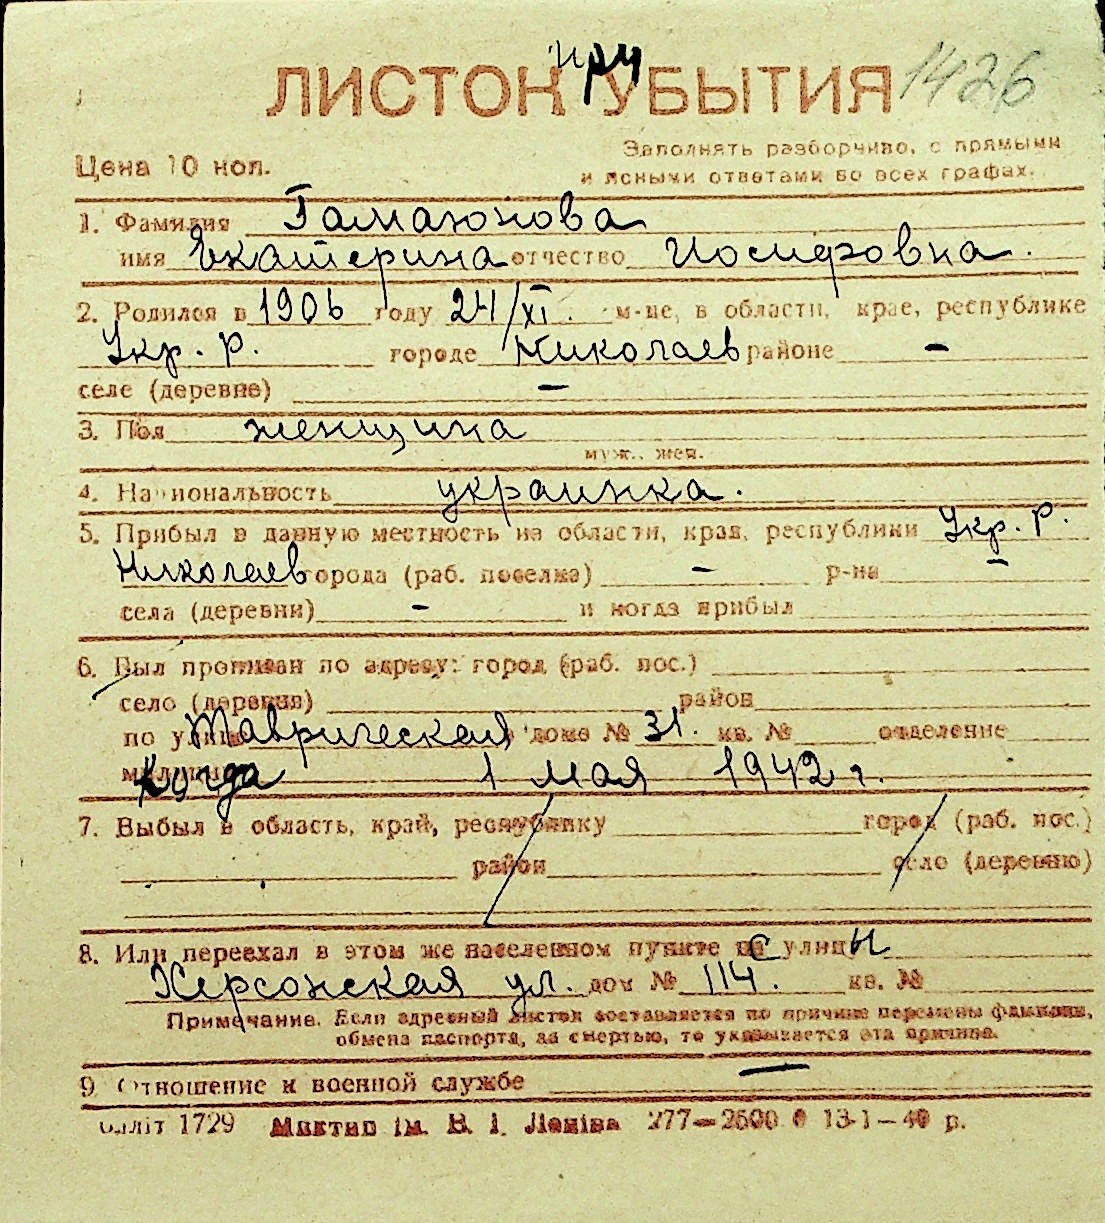 при
ЛИСТОК УБЫТИЯ 1426
Цена 10 коп.
Заполнять разборчиво, с прямыми
и ясными ответами во всех графах.
1. Фамилия Гамаюнова
имя Екатерина отчество Иосифовна.
2. Родился в 1906 году 24/XI. м-це, в области, крае, республике
Укр. Р. городе Николаев районе –
селе (деревне) –
3. Пол женщина
муж., жен.
4. Национальность украинка.
5. Прибыл в данную местность из области, края, республики Укр. Р.
Николаев города (раб. поселка) – р-на –
села (деревни) – и когда прибыл
6. Был прописан по адресу: город (раб. пос.)
село (деревня) район
по улице Таврическая доме № 31. кв. № отделение
милиции Когда 1 мая 1942 г.
7. Выбыл в область, край, республику город (раб. пос.)
район село (деревню)
8. Или переехал в этом же населенном пункте с улицы
Херсонская ул. дом № 114. кв. №
Примечание. Если адресный листок составляется по причине перемены фамилии,
обмена паспорта, за смертью, то указывается эта причина.
9 Отношение к военной службе –
1729 ім. В. І. Леніна 277—2500 13-1—40 р.